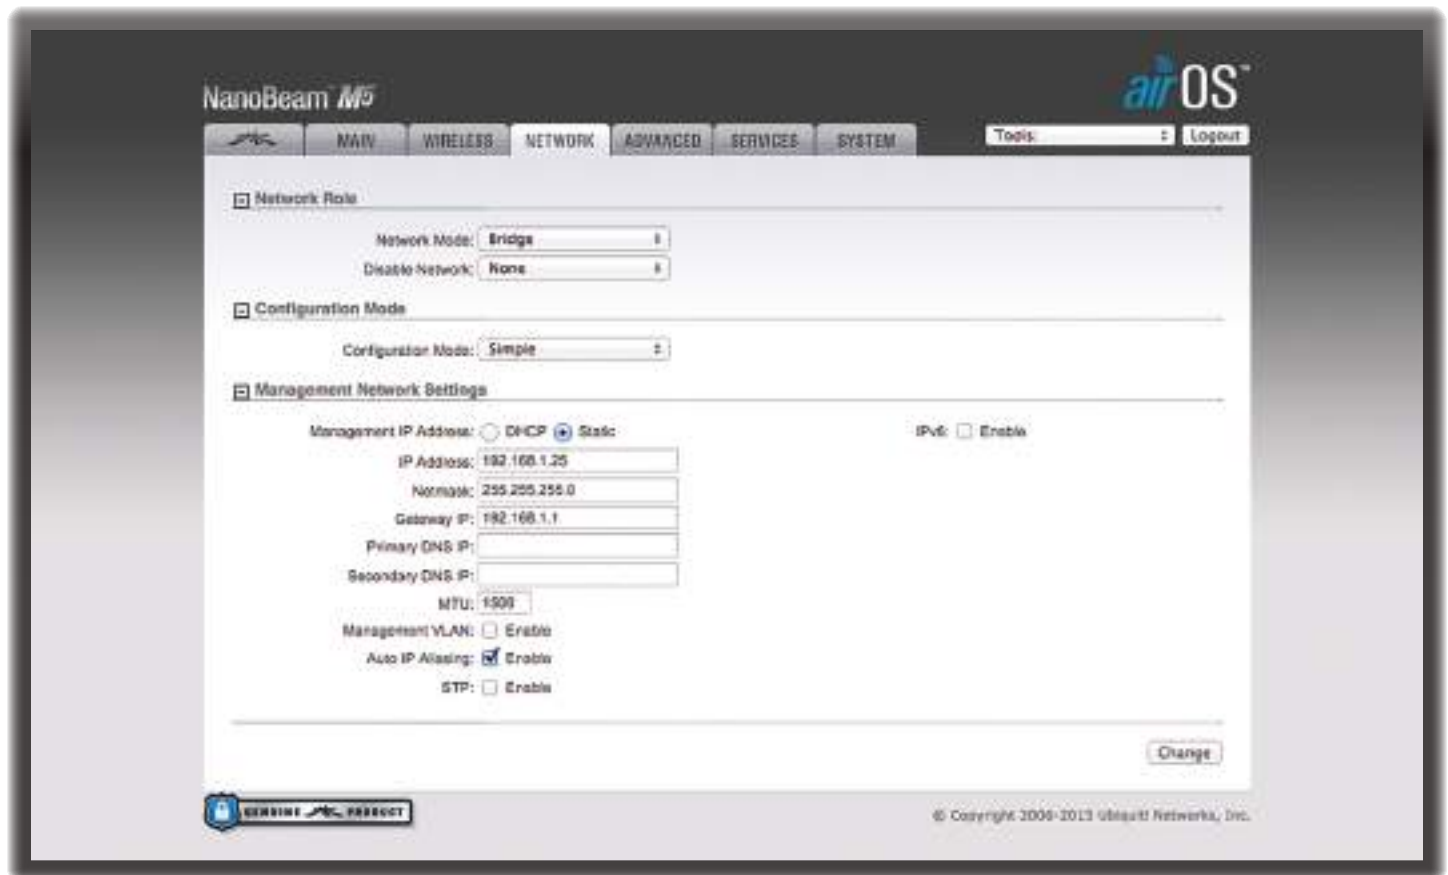 airOS™
NanoBeam™ M5
MAIN WIRELESS NETWORK ADVANCED SERVICES SYSTEM Tools: Logout
Network Role
Network Mode: Bridge
Disable Network: None
Configuration Mode
Configuration Mode: Simple
Management Network Settings
Management IP Address: DHCP Static IPv6: Enable
IP Address: 192.168.1.25
Netmask: 255.255.255.0
Gateway IP: 192.168.1.1
Primary DNS IP:
Secondary DNS IP:
MTU: 1500
Management VLAN: Enable
Auto IP Aliasing: Enable
STP: Enable
Change
GENUINE PRODUCT
© Copyright 2006-2013 Ubiquiti Networks, Inc.